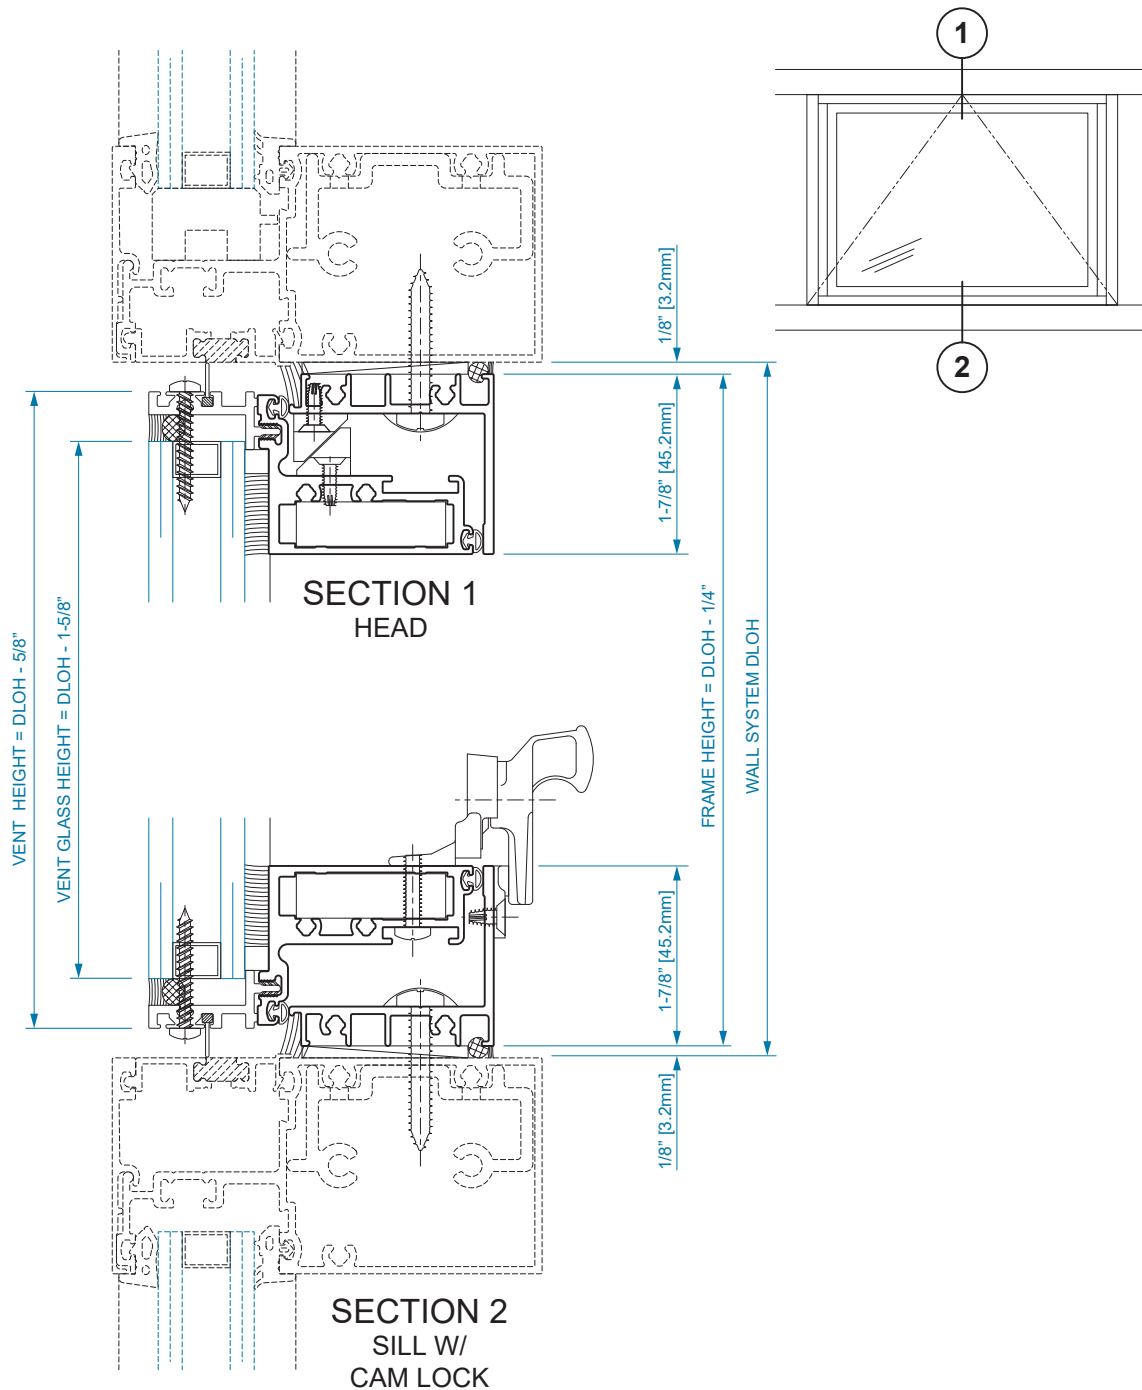 1
2
1/8" [3.2mm]
1-7/8" [45.2mm]
SECTION 1
HEAD
VENT HEIGHT = DLOH - 5/8"
VENT GLASS HEIGHT = DLOH - 1-5/8"
FRAME HEIGHT = DLOH - 1/4"
WALL SYSTEM DLOH
1-7/8" [45.2mm]
1/8" [3.2mm]
SECTION 2
SILL W/
CAM LOCK